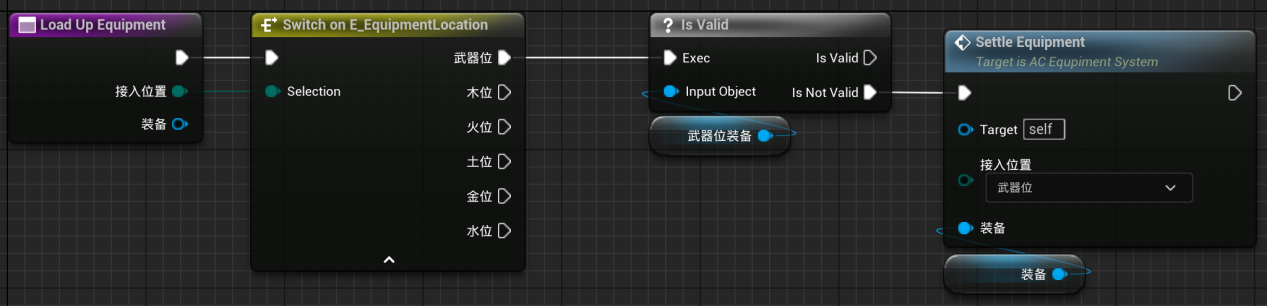 Load Up Equipment
接入位置
装备
Switch on E_EquipmentLocation
武器位
Selection
木位
火位
土位
金位
水位
Is Valid
Exec
Is Valid
Input Object
Is Not Valid
武器位装备
Settle Equipment
Target is AC Equpiment System
Target
self
接入位置
武器位
装备
装备